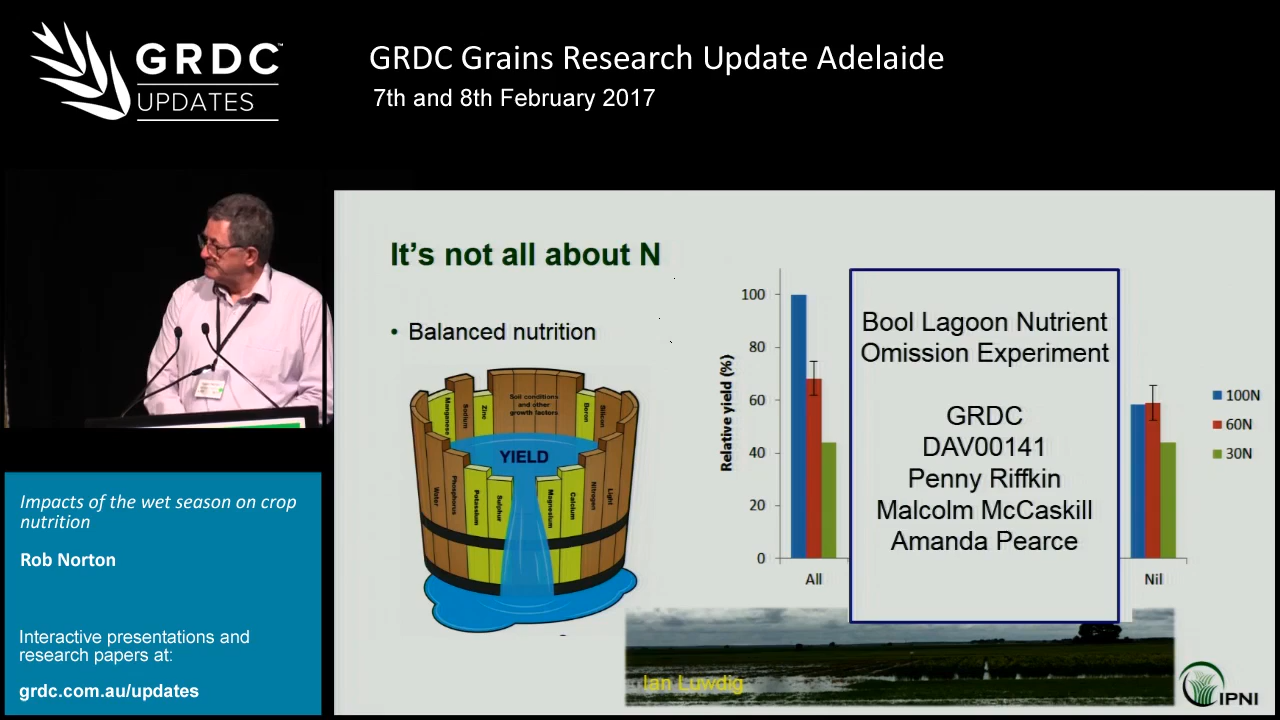 GRDC™
UPDATES
GRDC Grains Research Update Adelaide
7th and 8th February 2017
It's not all about N
• Balanced nutrition
Manganese
Sodium
Zinc
Soil conditions
and other
growth factors
Boron
Silicon
YIELD
Water
Phosphorus
Potassium
Sulphur
Magnesium
Calcium
Nitrogen
Light
Relative yield (%)
100
80
60
40
20
0
All
Nil
Bool Lagoon Nutrient
Omission Experiment
GRDC
DAV00141
Penny Riffkin
Malcolm McCaskill
Amanda Pearce
100N
60N
30N
Ian Luwdig
IPNI
Impacts of the wet season on crop
nutrition
Rob Norton
Interactive presentations and
research papers at:
grdc.com.au/updates